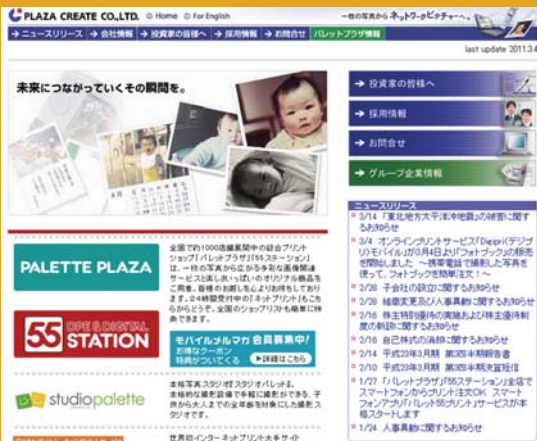 PLAZA CREATE CO.,LTD. Home For English
一枚の写真から ネットワークピクチャーへ。
→ ニュースリリース → 会社情報 → 投資家の皆様へ → 採用情報 → お問合せ パレットプラザ情報
last update 2011.3.4
未来につながっていくその瞬間を。
→ 投資家の皆様へ
→ 採用情報
→ お問合せ
→ グループ企業情報
PALETTE PLAZA
全国で約1000店舗展開中の総合プリント
ショップ「パレットプラザ」「55ステーション」
は、一枚の写真から広がる多彩な画像関連
サービスと楽しさいっぱいのオリジナル商品を
ご用意。皆様のお越しを心よりお待ちしており
ます。24時間受付中の「ネットプリント」もこち
らからどうぞ。全国のショップリストも簡単に検
索できます。
55 DPE & DIGITAL STATION
モバイルメルマガ 会員募集中!
お得なクーポン
特典がついてくる ▶詳細はこちら
studiopalette
本格写真スタジオ『スタジオパレット』。
本格的な撮影設備で手軽に撮影ができる、子
供から大人までの全年齢を対象にした撮影ス
タジオです。
世界初・インターネットプリント大手サイト
ニュースリリース
3/14 「東北地方太平洋沖地震」の被害に関す
るお知らせ
3/4 オンラインプリントサービス「Digipri(デジプ
リ)モバイル」が3月4日より「フォトブック」の販売
を開始しました ~携帯電話で撮影した写真を
使って、フォトブックを簡単注文!~
2/28 子会社の設立に関するお知らせ
2/28 組織変更及び人事異動に関するお知らせ
2/16 株主特別優待の実施および株主優待制
度の新設に関するお知らせ
2/16 自己株式の消却に関するお知らせ
2/14 平成23年3月期 第3四半期報告書
2/10 平成23年3月期 第3四半期決算短信
1/27 「パレットプラザ」「55ステーション」全店で
スマートフォンからプリント注文OK スマート
フォンアプリ「パレット55プリント」サービスが本
格スタートします
1/24 人事異動に関するお知らせ